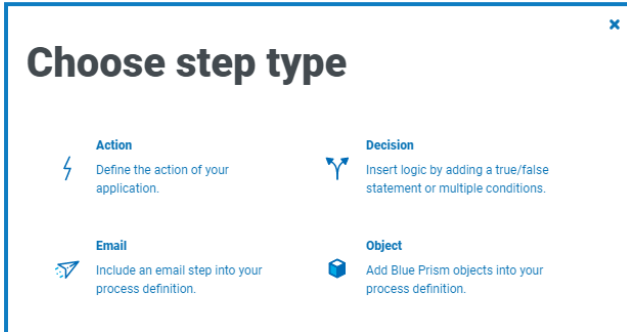 Choose step type
Action
Define the action of your
application.
Decision
Insert logic by adding a true/false
statement or multiple conditions.
Email
Include an email step into your
process definition.
Object
Add Blue Prism objects into your
process definition.